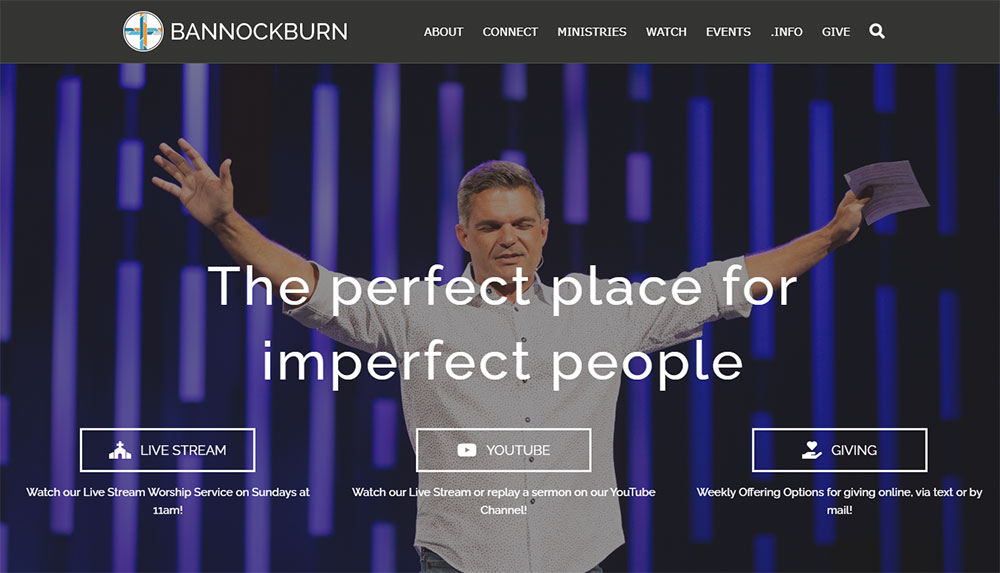 BANNOCKBURN
ABOUT CONNECT MINISTRIES WATCH EVENTS .INFO GIVE
The perfect place for
imperfect people
LIVE STREAM
Watch our Live Stream Worship Service on Sundays at
11am!
YOUTUBE
Watch our Live Stream or replay a sermon on our YouTube
Channel!
GIVING
Weekly Offering Options for giving online, via text or by
mail!